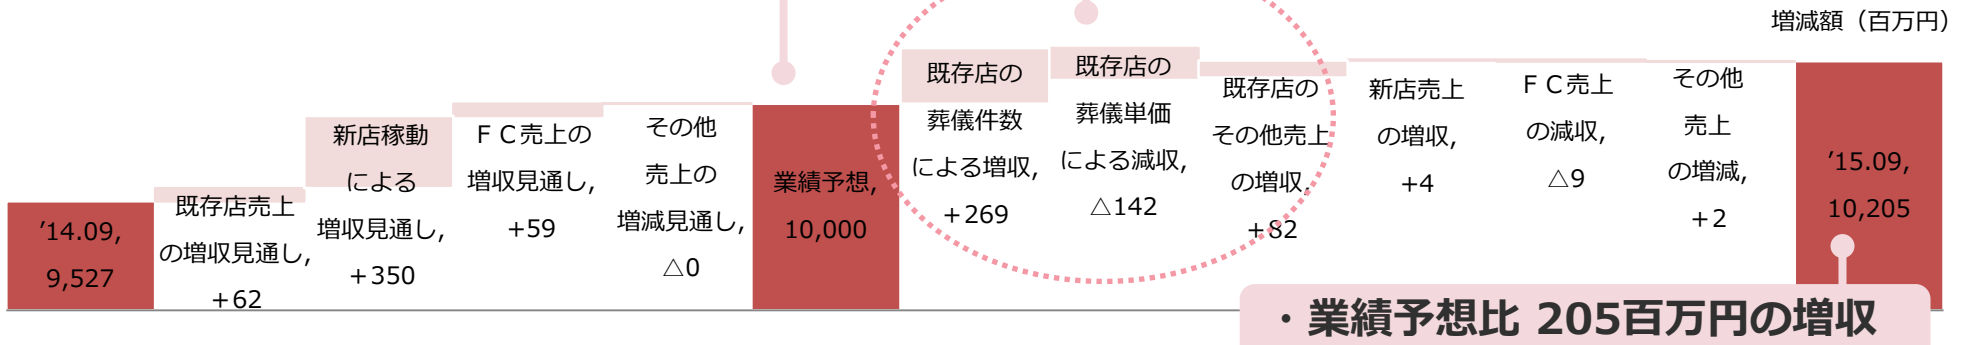 増減額（百万円）
'14.09,
9,527
既存店売上
の増収見通し,
+62
新店稼動
による
増収見通し,
+350
ＦＣ売上の
増収見通し,
+59
その他
売上の
増減見通し,
△0
業績予想,
10,000
既存店の
葬儀件数
による増収,
+269
既存店の
葬儀単価
による減収,
△142
既存店の
その他売上
の増収,
+82
新店売上
の増収,
+4
ＦＣ売上
の減収,
△9
その他
売上
の増減,
+2
'15.09,
10,205
・業績予想比 205百万円の増収